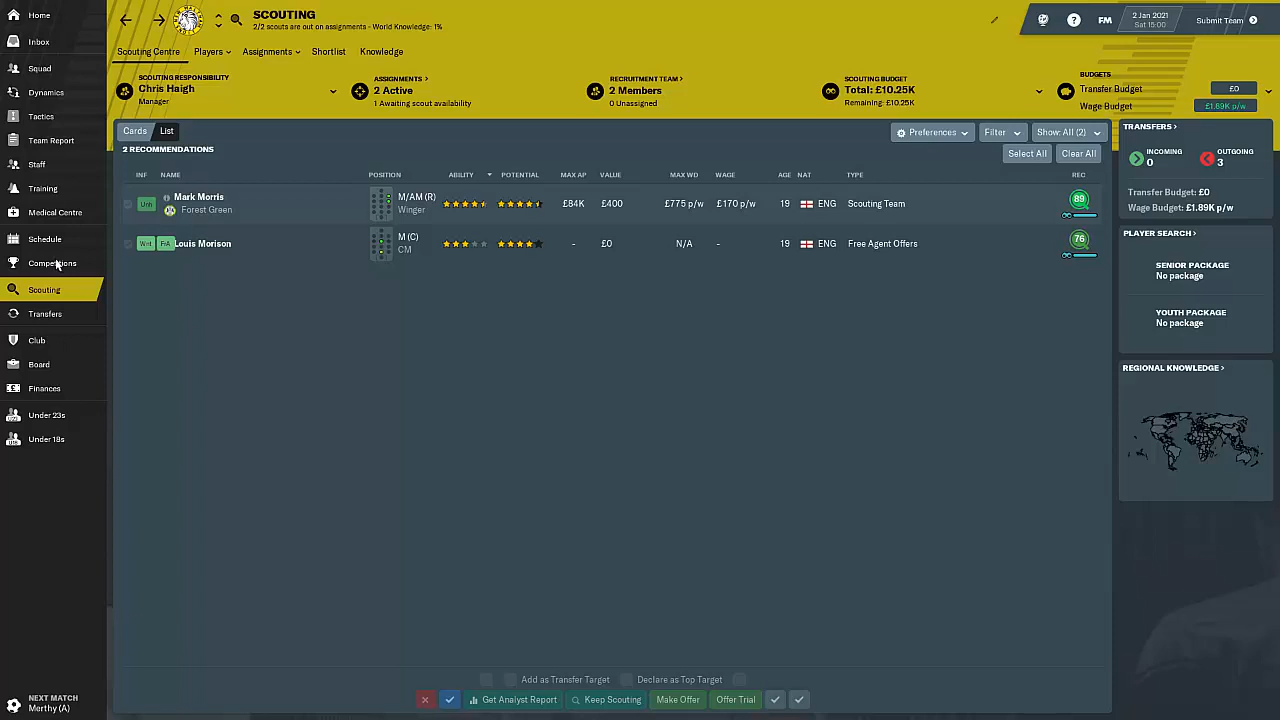 Home
Inbox
Squad
Dynamics
Tactics
Team Report
Staff
Training
Medical Centre
Schedule
Competitions
Scouting
Transfers
Club
Board
Finances
Under 23s
Under 18s
NEXT MATCH
Merthy (A)
SCOUTING
2/2 scouts are out on assignments - World Knowledge: 1%
FM
2 Jan 2021
Sat 15:00
Submit Team
Scouting Centre
Players
Assignments
Shortlist
Knowledge
SCOUTING RESPONSIBILITY
Chris Haigh
Manager
ASSIGNMENTS >
2 Active
1 Awaiting scout availability
RECRUITMENT TEAM >
2 Members
0 Unassigned
SCOUTING BUDGET
Total: £10.25K
Remaining: £10.25K
BUDGETS
Transfer Budget £0
Wage Budget £1.89K p/w
Cards List
Preferences Filter Show: All (2)
2 RECOMMENDATIONS
Select All Clear All
INF NAME POSITION ABILITY POTENTIAL MAX AP VALUE MAX WD WAGE AGE NAT TYPE REC
Unh Mark Morris M/AM (R) £84K £400 £775 p/w £170 p/w 19 ENG Scouting Team 89
Forest Green Winger
Wnt FrA Louis Morison M (C) - £0 N/A - 19 ENG Free Agent Offers 76
CM
Add as Transfer Target Declare as Top Target
Get Analyst Report Keep Scouting Make Offer Offer Trial
TRANSFERS >
INCOMING
0
OUTGOING
3
Transfer Budget: £0
Wage Budget: £1.89K p/w
PLAYER SEARCH >
SENIOR PACKAGE
No package
YOUTH PACKAGE
No package
REGIONAL KNOWLEDGE >